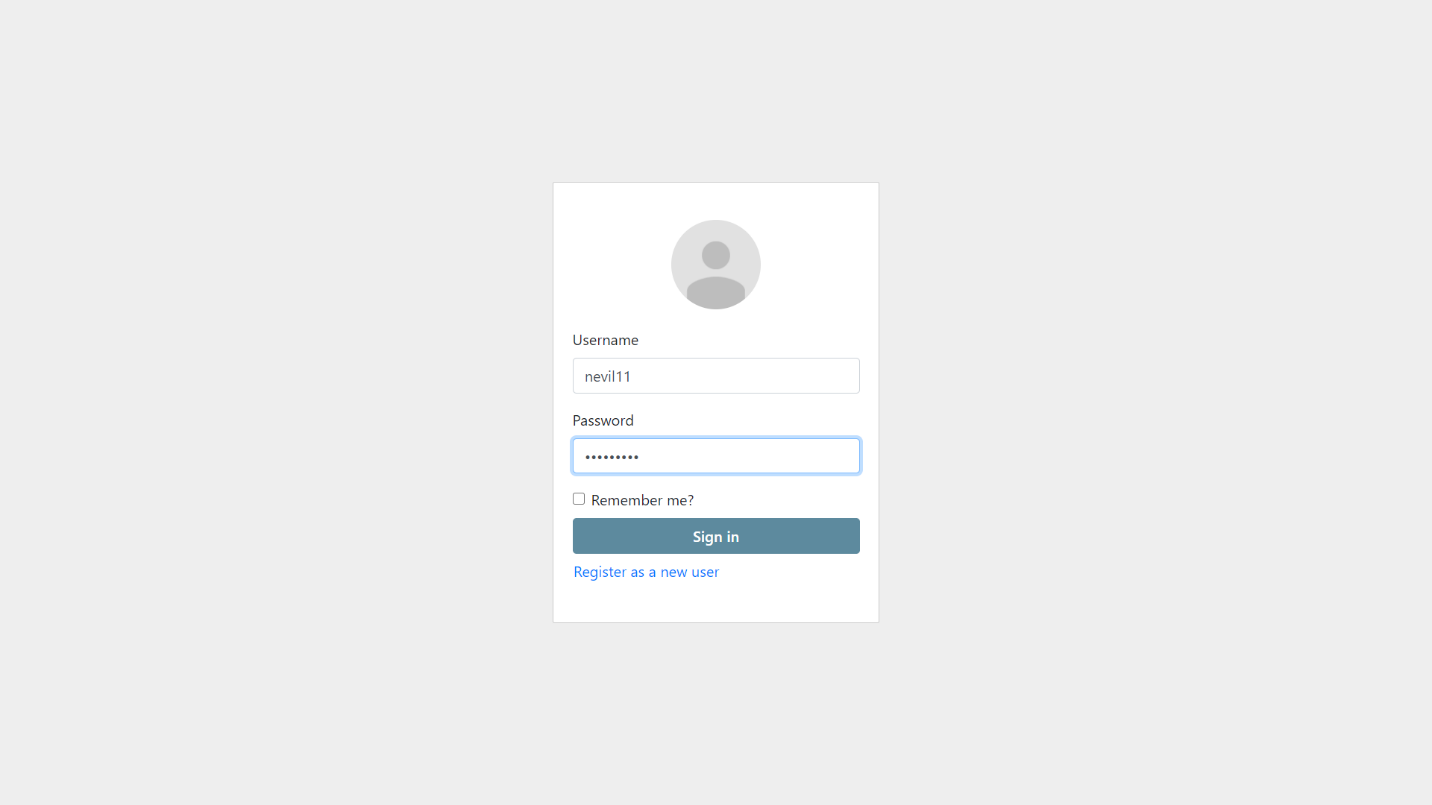 Username
nevil11
Password
•••••••••
Remember me?
Sign in
Register as a new user